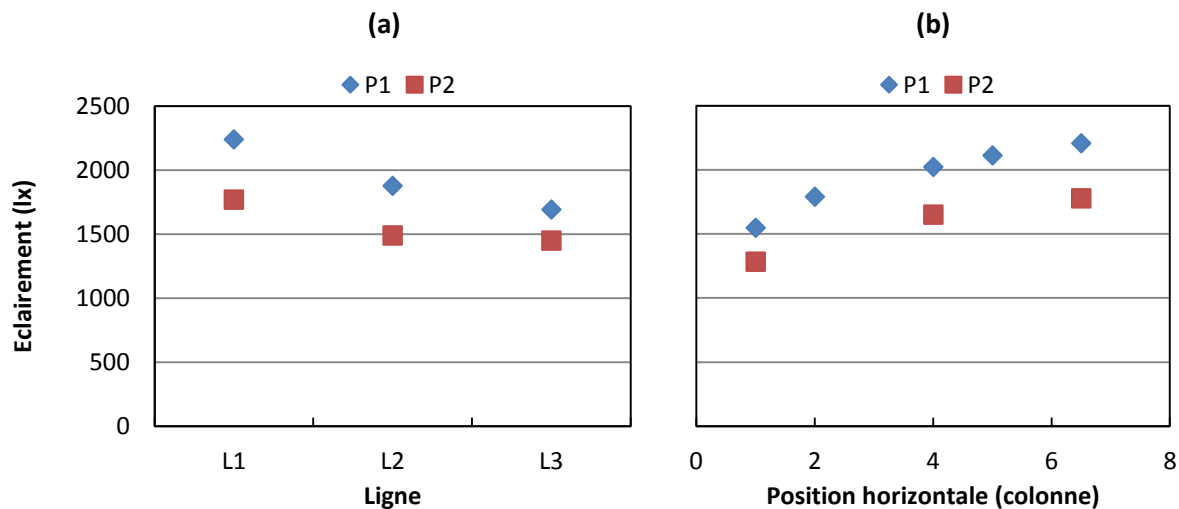 (a)
P1 P2
Eclairement (lx)
2500
2000
1500
1000
500
0
L1 L2 L3
Ligne
(b)
P1 P2
0 2 4 6 8
Position horizontale (colonne)